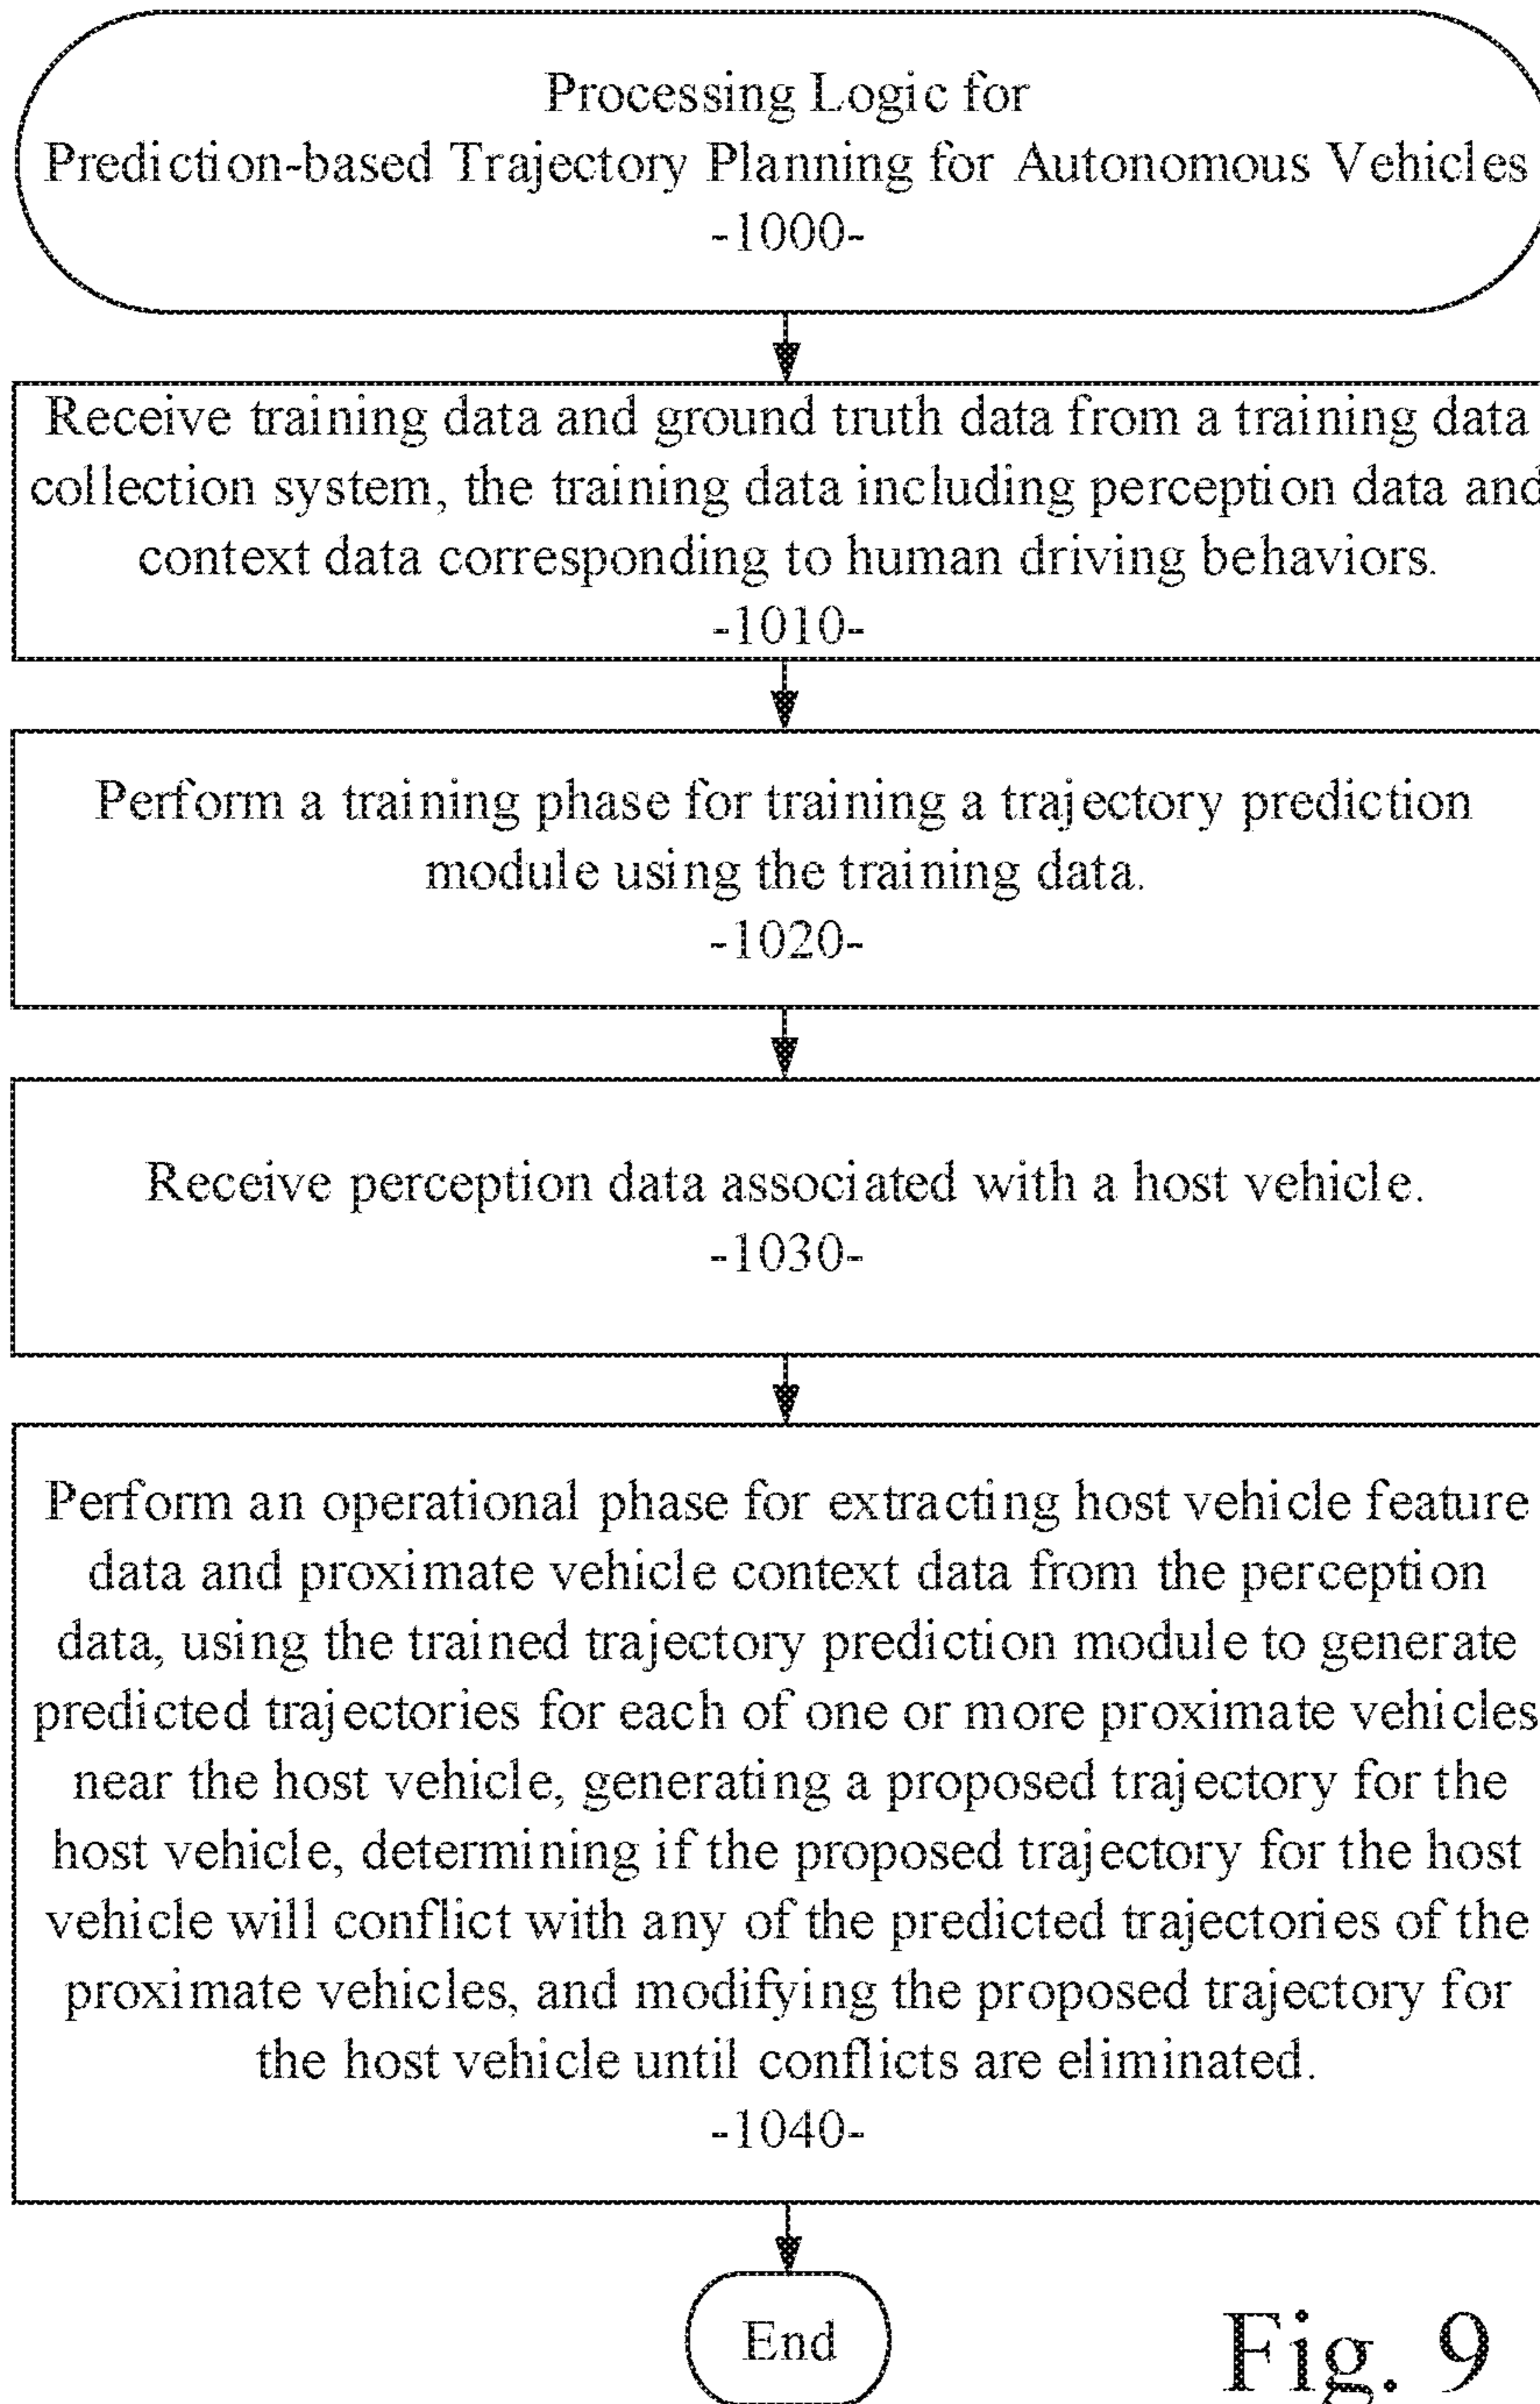 Processing Logic for
Prediction-based Trajectory Planning for Autonomous Vehicles
-1000-
Receive training data and ground truth data from a training data
collection system, the training data including perception data and
context data corresponding to human driving behaviors.
-1010-
Perform a training phase for training a trajectory prediction
module using the training data.
-1020-
Receive perception data associated with a host vehicle.
-1030-
Perform an operational phase for extracting host vehicle feature
data and proximate vehicle context data from the perception
data, using the trained trajectory prediction module to generate
predicted trajectories for each of one or more proximate vehicles
near the host vehicle, generating a proposed trajectory for the
host vehicle, determining if the proposed trajectory for the host
vehicle will conflict with any of the predicted trajectories of the
proximate vehicles, and modifying the proposed trajectory for
the host vehicle until conflicts are eliminated.
-1040-
End
Fig. 9